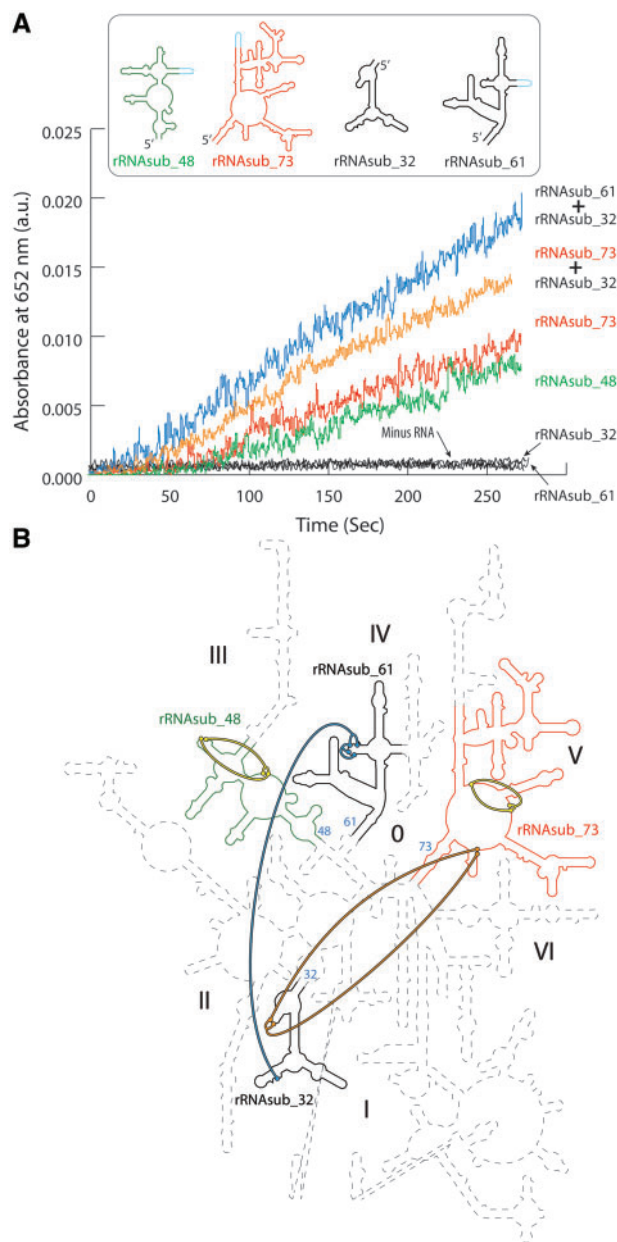 A
5'
5'
5'
5'
rRNAsub_48
rRNAsub_73
rRNAsub_32
rRNAsub_61
0.025
0.020
0.015
0.010
0.005
0.000
Absorbance at 652 nm (a.u.)
rRNAsub_61
+
rRNAsub_32
rRNAsub_73
+
rRNAsub_32
rRNAsub_73
rRNAsub_48
Minus RNA
rRNAsub_32
rRNAsub_61
0
50
100
150
200
250
Time (Sec)
B
IV
III
rRNAsub_61
rRNAsub_48
V
48
61
0
73
rRNAsub_73
VI
32
II
rRNAsub_32
I